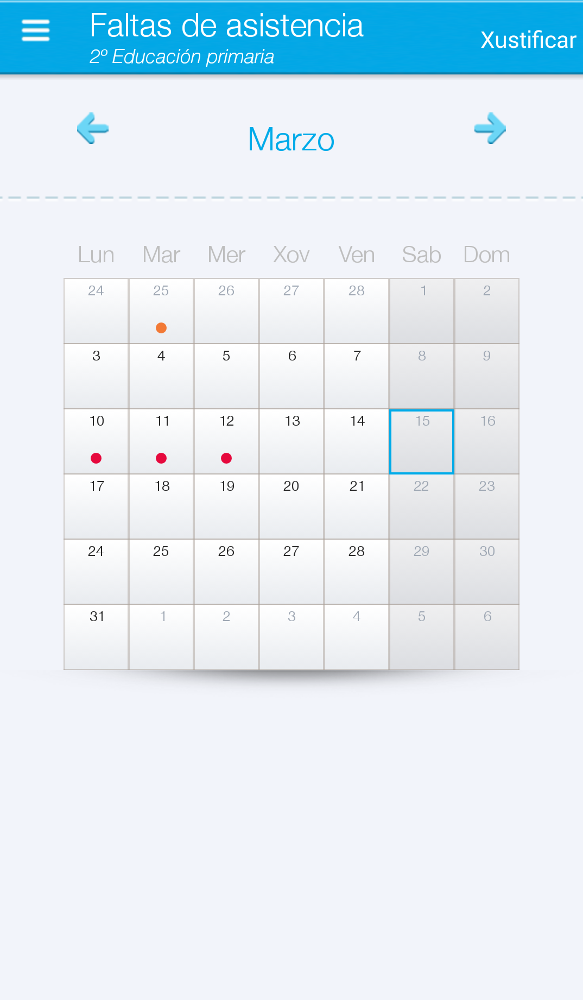 Faltas de asistencia
2º Educación primaria
Xustificar
Marzo
Lun Mar Mer Xov Ven Sab Dom
24 25 26 27 28 1 2
3 4 5 6 7 8 9
10 11 12 13 14 15 16
17 18 19 20 21 22 23
24 25 26 27 28 29 30
31 1 2 3 4 5 6